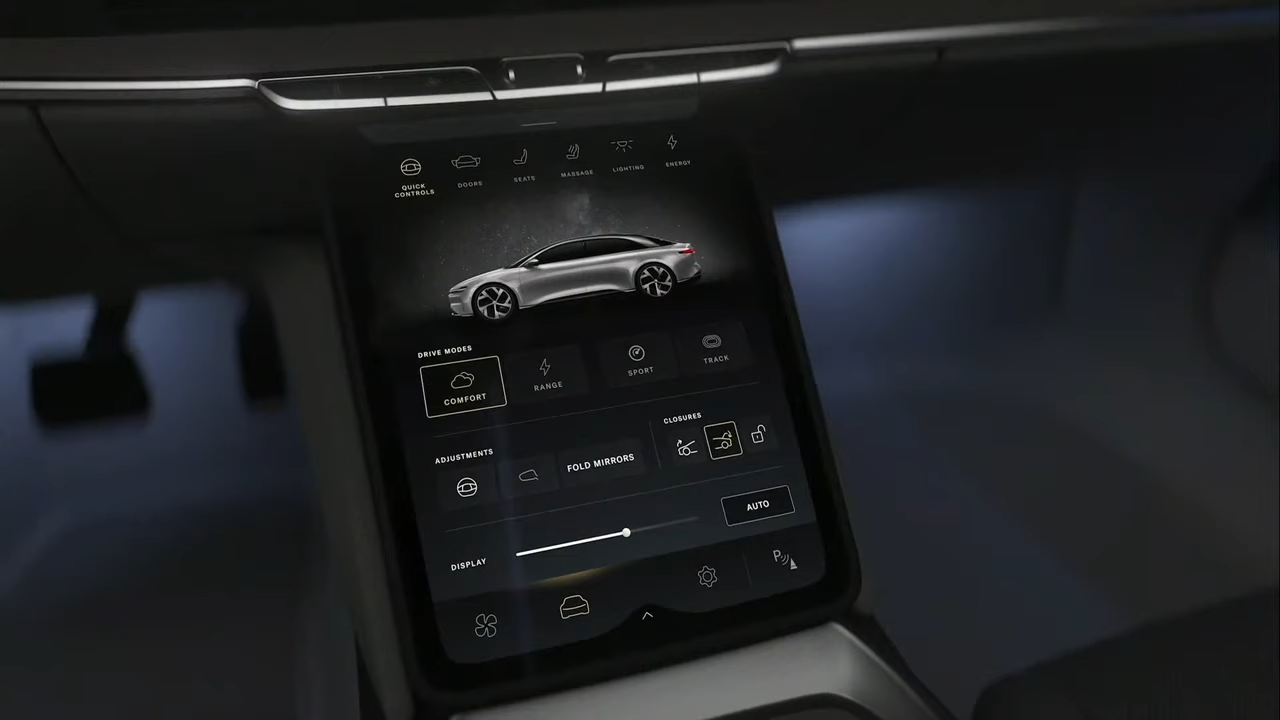 QUICK
CONTROLS
DOORS
SEATS
MASSAGE
LIGHTING
ENERGY
DRIVE MODES
COMFORT
RANGE
SPORT
TRACK
ADJUSTMENTS
FOLD MIRRORS
CLOSURES
DISPLAY
AUTO
P